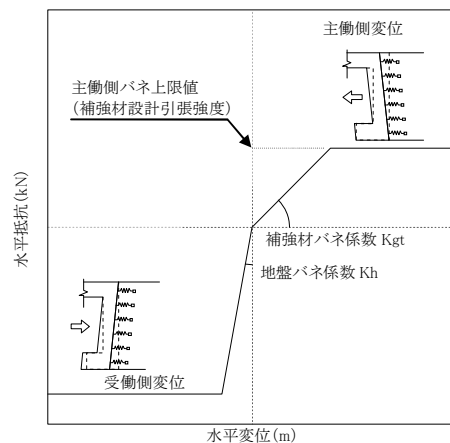 主働側変位
主働側バネ上限値
(補強材設計引張強度)
水平抵抗(kN)
補強材バネ係数 Kgt
地盤バネ係数 Kh
受働側変位
水平変位(m)